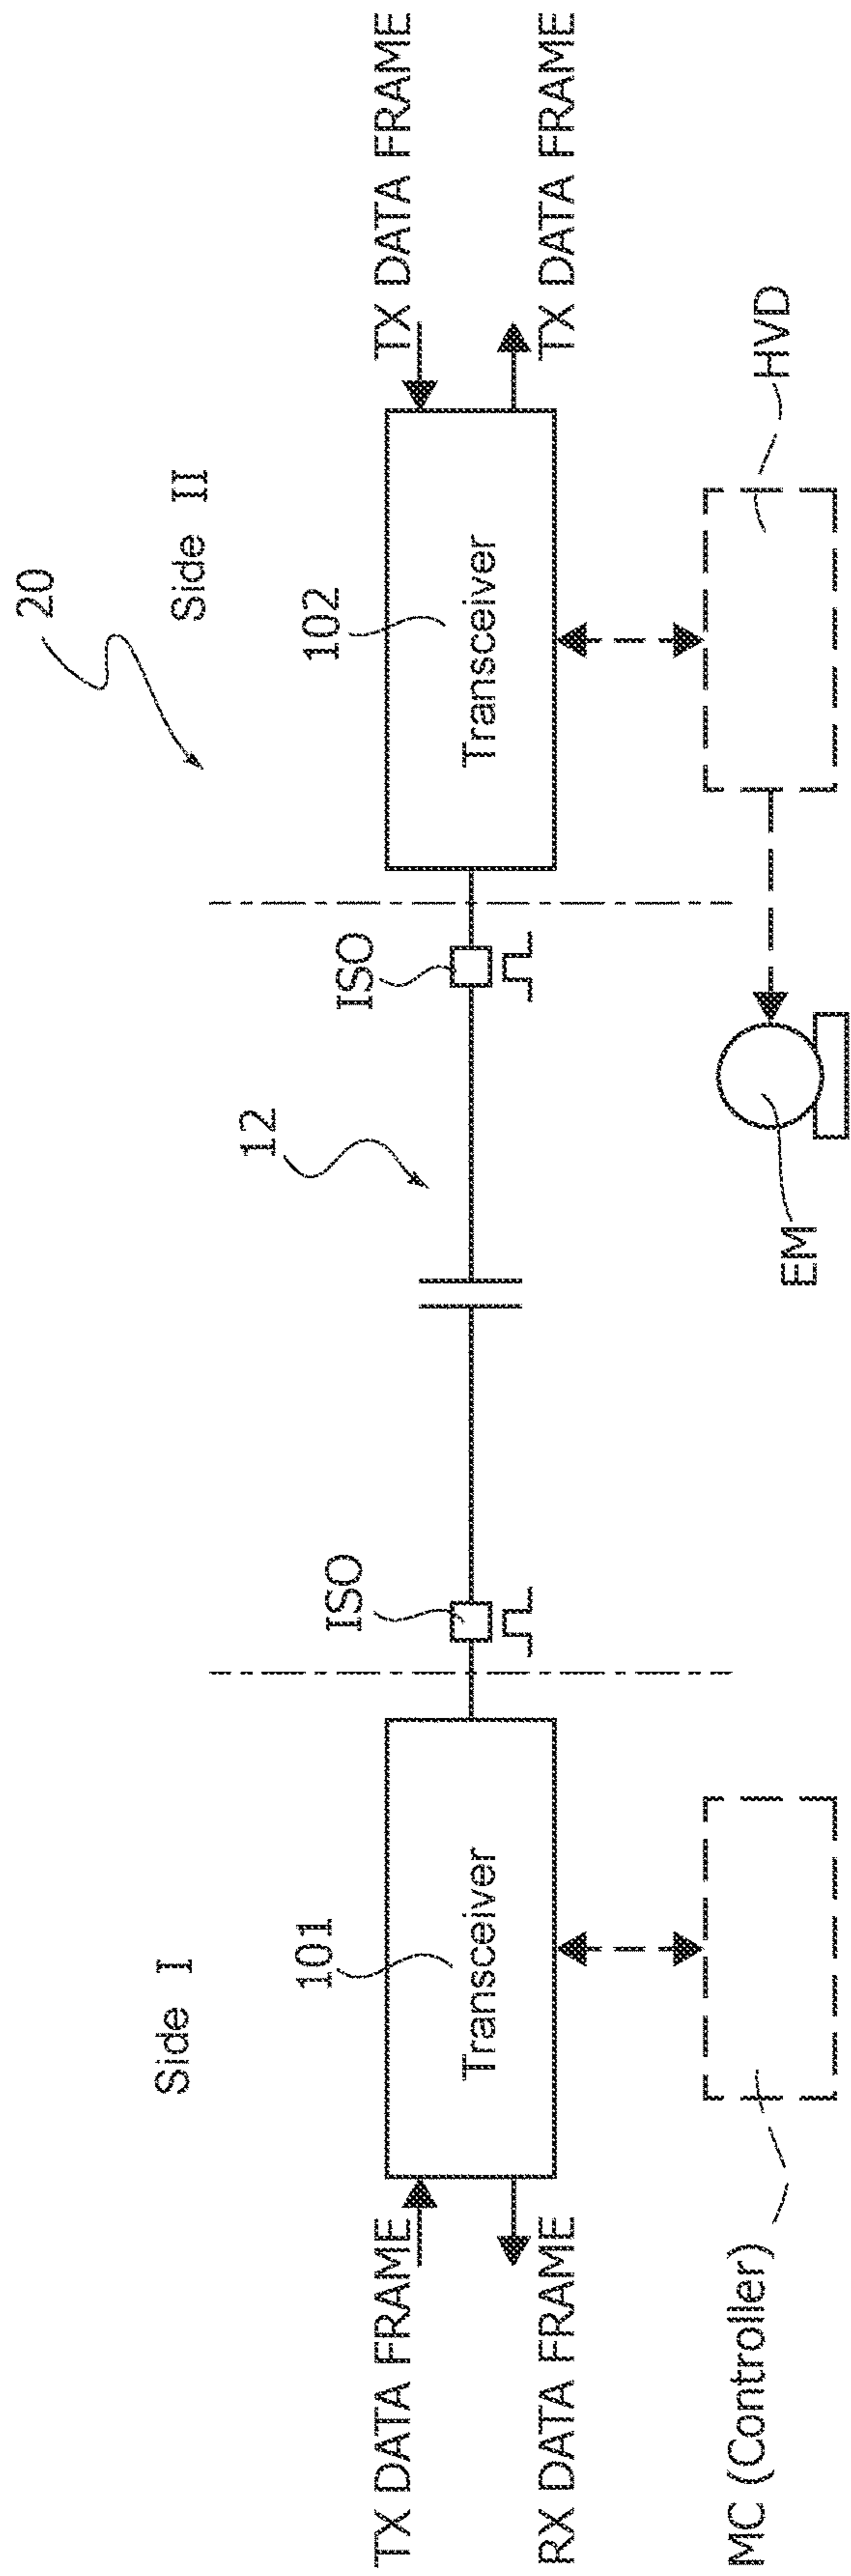 20
Side I
Side II
12
TX DATA FRAME
101
ISO
ISO
102
TX DATA FRAME
Transceiver
Transceiver
RX DATA FRAME
TX DATA FRAME
MC (Controller)
EM
HVD